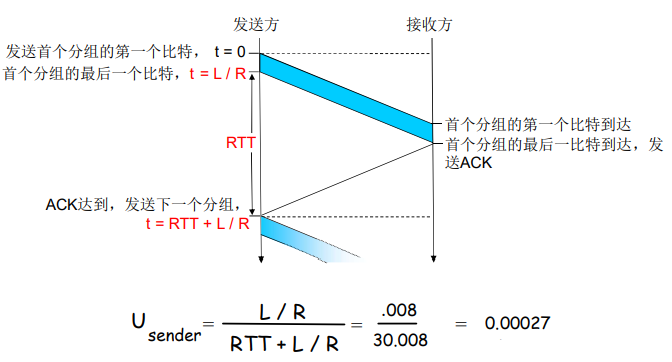 发送方
接收方
发送首个分组的第一个比特， t = 0
首个分组的最后一个比特，t = L / R
RTT
首个分组的第一个比特到达
首个分组的最后一比特到达，发
送ACK
ACK达到，发送下一个分组，
t = RTT + L / R
U sender = L / R / RTT + L / R = .008 / 30.008 = 0.00027